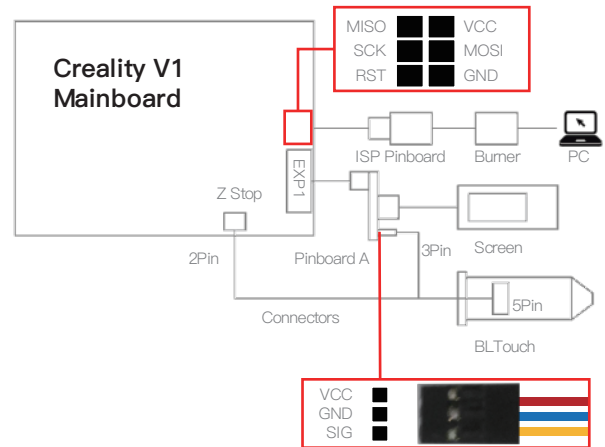 MISO VCC
SCK MOSI
RST GND
Creality V1
Mainboard
ISP Pinboard Burner PC
EXP1
Z Stop
2Pin
Pinboard A
3Pin
Screen
Connectors
5Pin
BLTouch
VCC
GND
SIG